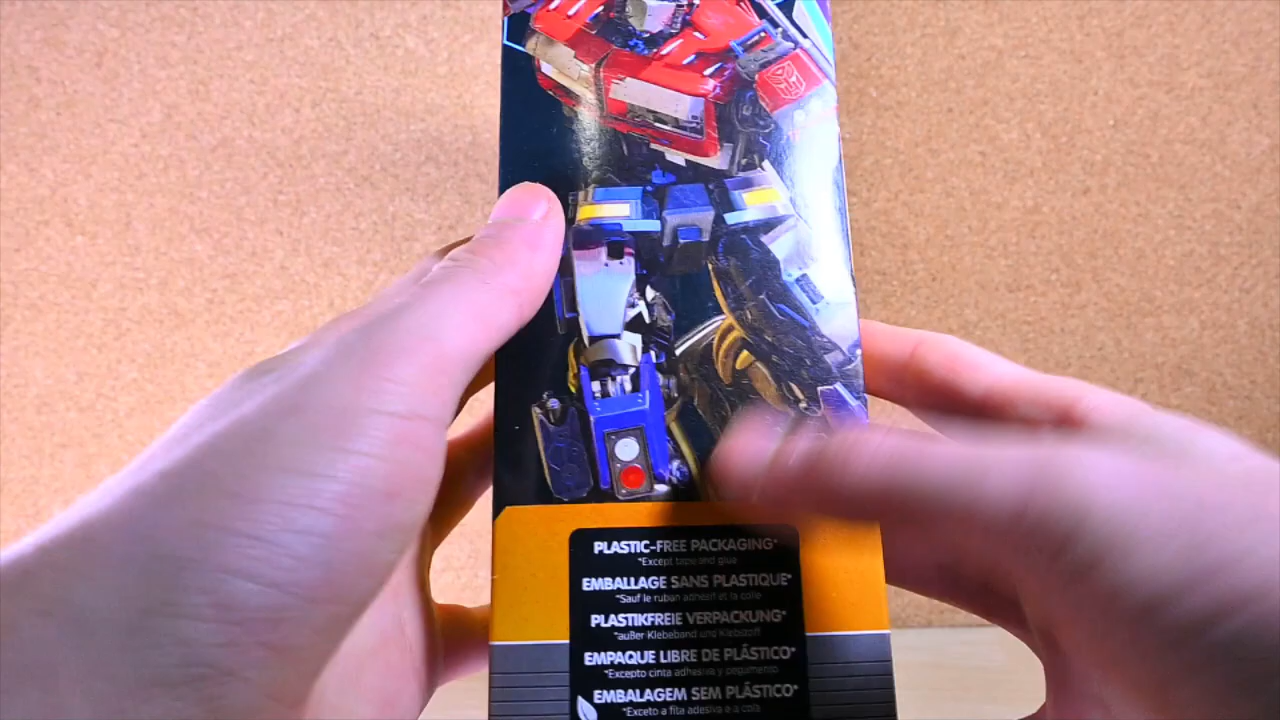 PLASTIC-FREE PACKAGING*
*Except tape and glue
EMBALLAGE SANS PLASTIQUE*
*Sauf le ruban adhésif et la colle
PLASTIKFREIE VERPACKUNG*
*außer Klebeband und Klebstoff
EMPAQUE LIBRE DE PLÁSTICO*
*Excepto cinta adhesiva y pegamento
EMBALAGEM SEM PLÁSTICO*
*Exceto a fita adesiva e a cola